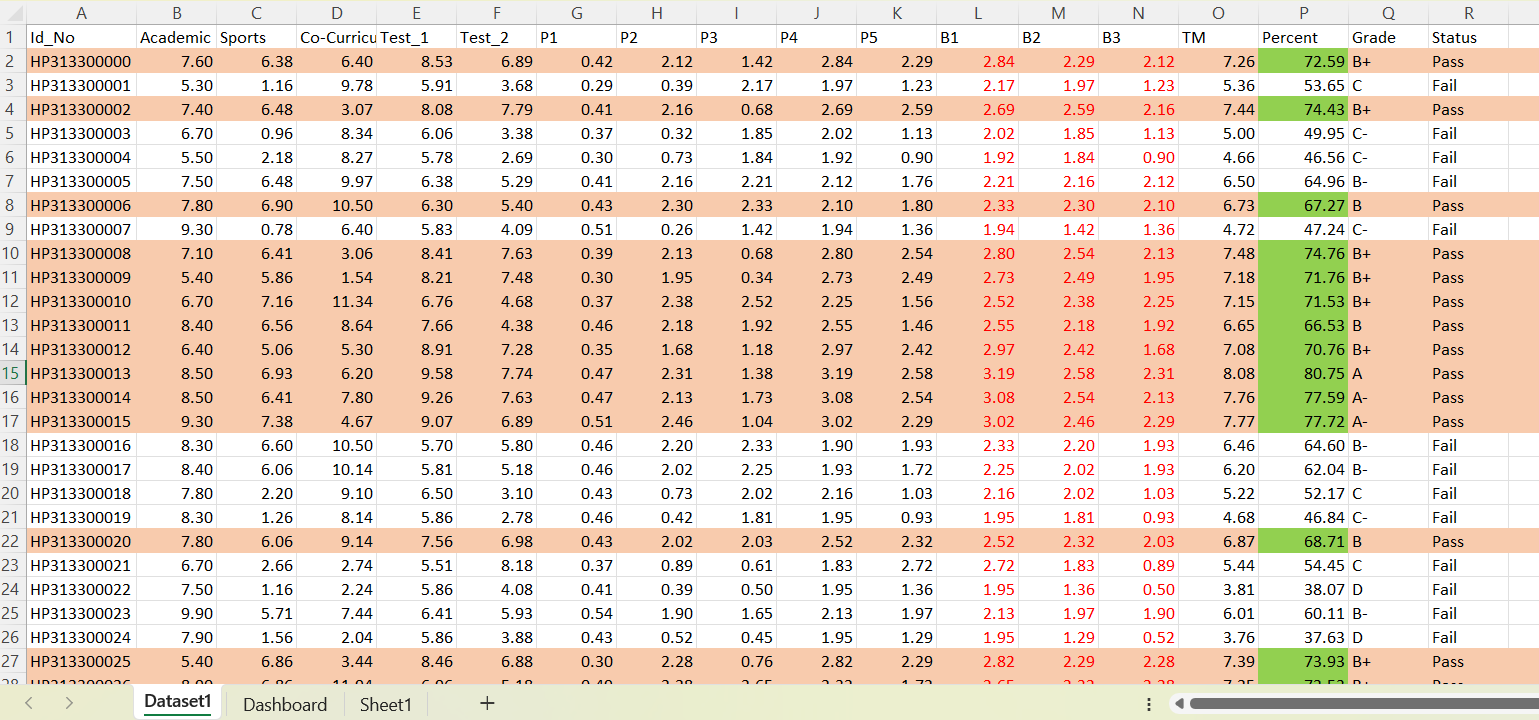 A B C D E F G H I J K L M N O P Q R
1 Id_No Academic Sports Co-Curricu Test_1 Test_2 P1 P2 P3 P4 P5 B1 B2 B3 TM Percent Grade Status
2 HP313300000 7.60 6.38 6.40 8.53 6.89 0.42 2.12 1.42 2.84 2.29 2.84 2.29 2.12 7.26 72.59 B+ Pass
3 HP313300001 5.30 1.16 9.78 5.91 3.68 0.29 0.39 2.17 1.97 1.23 2.17 1.97 1.23 5.36 53.65 C Fail
4 HP313300002 7.40 6.48 3.07 8.08 7.79 0.41 2.16 0.68 2.69 2.59 2.69 2.59 2.16 7.44 74.43 B+ Pass
5 HP313300003 6.70 0.96 8.34 6.06 3.38 0.37 0.32 1.85 2.02 1.13 2.02 1.85 1.13 5.00 49.95 C- Fail
6 HP313300004 5.50 2.18 8.27 5.78 2.69 0.30 0.73 1.84 1.92 0.90 1.92 1.84 0.90 4.66 46.56 C- Fail
7 HP313300005 7.50 6.48 9.97 6.38 5.29 0.41 2.16 2.21 2.12 1.76 2.21 2.16 2.12 6.50 64.96 B- Fail
8 HP313300006 7.80 6.90 10.50 6.30 5.40 0.43 2.30 2.33 2.10 1.80 2.33 2.30 2.10 6.73 67.27 B Pass
9 HP313300007 9.30 0.78 6.40 5.83 4.09 0.51 0.26 1.42 1.94 1.36 1.94 1.42 1.36 4.72 47.24 C- Fail
10 HP313300008 7.10 6.41 3.06 8.41 7.63 0.39 2.13 0.68 2.80 2.54 2.80 2.54 2.13 7.48 74.76 B+ Pass
11 HP313300009 5.40 5.86 1.54 8.21 7.48 0.30 1.95 0.34 2.73 2.49 2.73 2.49 1.95 7.18 71.76 B+ Pass
12 HP313300010 6.70 7.16 11.34 6.76 4.68 0.37 2.38 2.52 2.25 1.56 2.52 2.38 2.25 7.15 71.53 B+ Pass
13 HP313300011 8.40 6.56 8.64 7.66 4.38 0.46 2.18 1.92 2.55 1.46 2.55 2.18 1.92 6.65 66.53 B Pass
14 HP313300012 6.40 5.06 5.30 8.91 7.28 0.35 1.68 1.18 2.97 2.42 2.97 2.42 1.68 7.08 70.76 B+ Pass
15 HP313300013 8.50 6.93 6.20 9.58 7.74 0.47 2.31 1.38 3.19 2.58 3.19 2.58 2.31 8.08 80.75 A Pass
16 HP313300014 8.50 6.41 7.80 9.26 7.63 0.47 2.13 1.73 3.08 2.54 3.08 2.54 2.13 7.76 77.59 A- Pass
17 HP313300015 9.30 7.38 4.67 9.07 6.89 0.51 2.46 1.04 3.02 2.29 3.02 2.46 2.29 7.77 77.72 A- Pass
18 HP313300016 8.30 6.60 10.50 5.70 5.80 0.46 2.20 2.33 1.90 1.93 2.33 2.20 1.93 6.46 64.60 B- Fail
19 HP313300017 8.40 6.06 10.14 5.81 5.18 0.46 2.02 2.25 1.93 1.72 2.25 2.02 1.93 6.20 62.04 B- Fail
20 HP313300018 7.80 2.20 9.10 6.50 3.10 0.43 0.73 2.02 2.16 1.03 2.16 2.02 1.03 5.22 52.17 C Fail
21 HP313300019 8.30 1.26 8.14 5.86 2.78 0.46 0.42 1.81 1.95 0.93 1.95 1.81 0.93 4.68 46.84 C- Fail
22 HP313300020 7.80 6.06 9.14 7.56 6.98 0.43 2.02 2.03 2.52 2.32 2.52 2.32 2.03 6.87 68.71 B Pass
23 HP313300021 6.70 2.66 2.74 5.51 8.18 0.37 0.89 0.61 1.83 2.72 2.72 1.83 0.89 5.44 54.45 C Fail
24 HP313300022 7.50 1.16 2.24 5.86 4.08 0.41 0.39 0.50 1.95 1.36 1.95 1.36 0.50 3.81 38.07 D Fail
25 HP313300023 9.90 5.71 7.44 6.41 5.93 0.54 1.90 1.65 2.13 1.97 2.13 1.97 1.90 6.01 60.11 B- Fail
26 HP313300024 7.90 1.56 2.04 5.86 3.88 0.43 0.52 0.45 1.95 1.29 1.95 1.29 0.52 3.76 37.63 D Fail
27 HP313300025 5.40 6.86 3.44 8.46 6.88 0.30 2.28 0.76 2.82 2.29 2.82 2.29 2.28 7.39 73.93 B+ Pass
Dataset1 Dashboard Sheet1